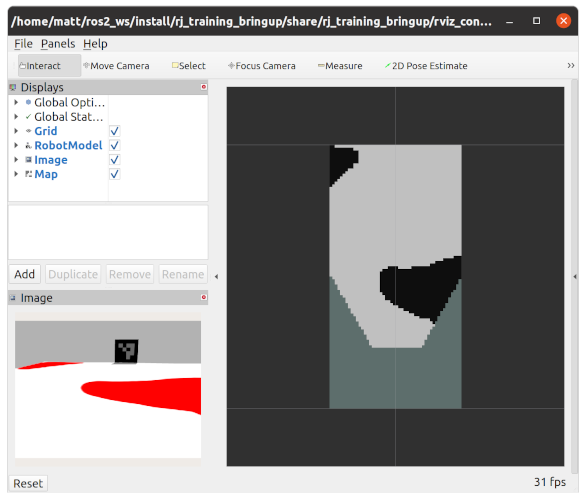 /home/matt/ros2_ws/install/rj_training_bringup/share/rj_training_bringup/rviz_con...
File Panels Help
Interact Move Camera Select Focus Camera Measure 2D Pose Estimate »
Displays
Global Opti...
Global Stat...
Grid
RobotModel
Image
Map
Add Duplicate Remove Rename
Image
Reset 31 fps